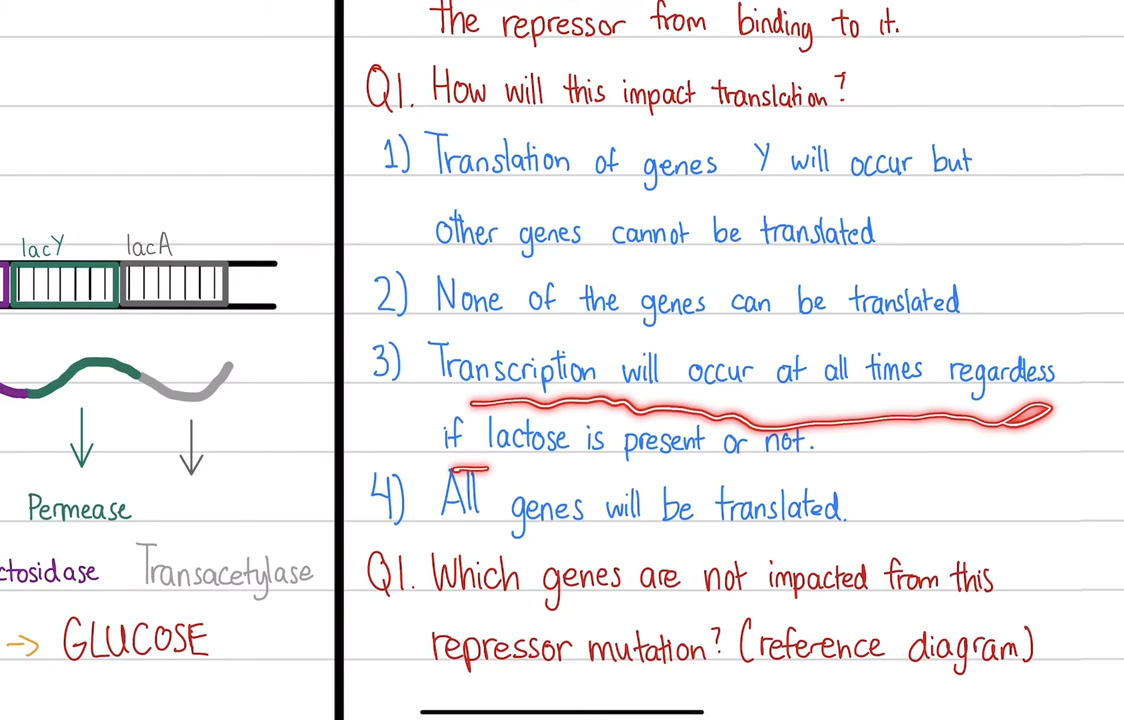 lacY lacA
Permease
ctosidase Transacetylase
→ GLUCOSE
the repressor from binding to it.
Q1. How will this impact translation?
1) Translation of genes Y will occur but
other genes cannot be translated
2) None of the genes can be translated
3) Transcription will occur at all times regardless
if lactose is present or not.
4) All genes will be translated.
Q1. Which genes are not impacted from this
repressor mutation? (reference diagram)